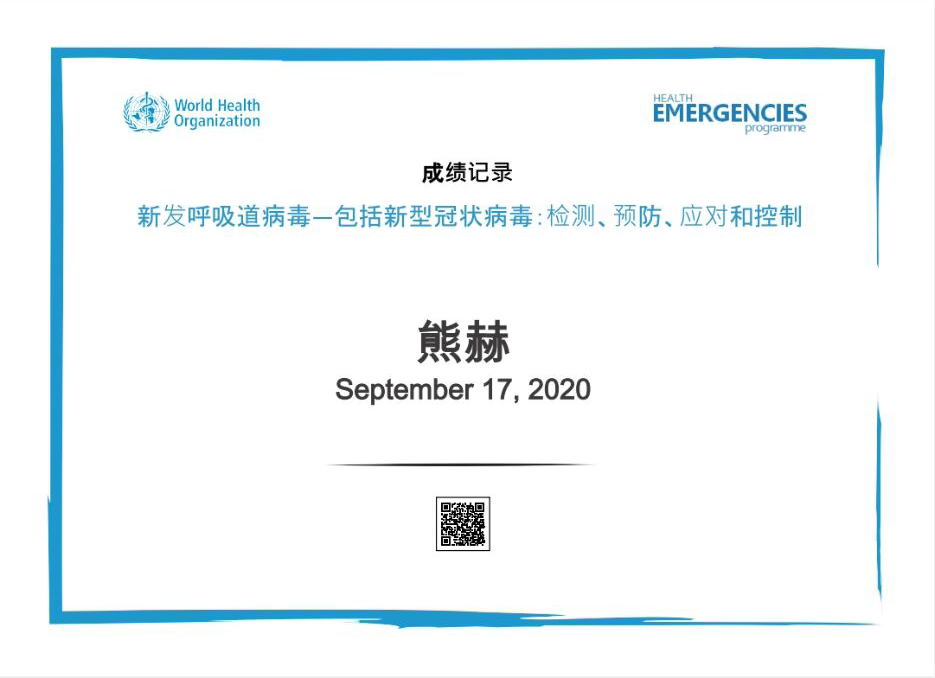 World Health
Organization
HEALTH
EMERGENCIES
programme
成绩记录
新发呼吸道病毒—包括新型冠状病毒:检测、预防、应对和控制
熊赫
September 17, 2020